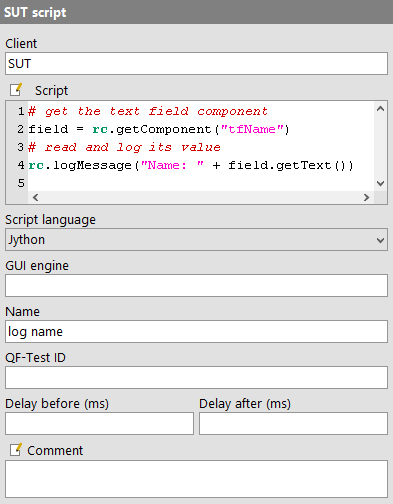 SUT script
Client
SUT
Script
1 # get the text field component
2 field = rc.getComponent("tfName")
3 # read and log its value
4 rc.logMessage("Name: " + field.getText())
5
Script language
Jython
GUI engine
Name
log name
QF-Test ID
Delay before (ms) Delay after (ms)
Comment